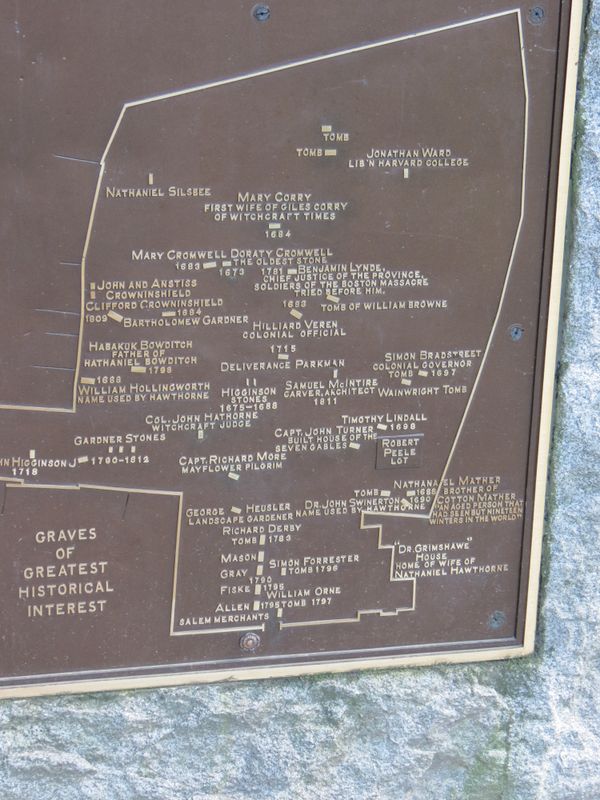 TOMB
TOMB
JONATHAN WARD
LIB'N HARVARD COLLEGE
NATHANIEL SILSBEE
MARY CORRY
FIRST WIFE OF GILES CORRY
OF WITCHCRAFT TIMES
1684
MARY CROMWELL
1683
DORATY CROMWELL
THE OLDEST STONE
1673
1781 BENJAMIN LYNDE,
CHIEF JUSTICE OF THE PROVINCE,
SOLDIERS OF THE BOSTON MASSACRE
TRIED BEFORE HIM.
JOHN AND ANSTISS
CROWNINSHIELD
CLIFFORD CROWNINSHIELD
1809
1684
BARTHOLOMEW GARDNER
1683
TOMB OF WILLIAM BROWNE
HILLIARD VEREN
COLONIAL OFFICIAL
HABAKUK BOWDITCH
FATHER OF
NATHANIEL BOWDITCH
1798
1715
DELIVERANCE PARKMAN
SIMON BRADSTREET
COLONIAL GOVERNOR
TOMB 1697
1688
WILLIAM HOLLINGWORTH
NAME USED BY HAWTHORNE
HIGGINSON
STONES
1675-1688
SAMUEL McINTIRE
CARVER, ARCHITECT
1811
WAINWRIGHT TOMB
COL. JOHN HATHORNE
WITCHCRAFT JUDGE
TIMOTHY LINDALL
1698
CAPT. JOHN TURNER
BUILT HOUSE OF THE
SEVEN GABLES
ROBERT
PEELE
LOT
GARDNER STONES
1790-1812
HN HIGGINSON J
1718
CAPT. RICHARD MORE
MAYFLOWER PILGRIM
NATHANAEL MATHER
TOMB 1688
BROTHER OF
COTTON MATHER
"AN AGED PERSON THAT
HAD SEEN BUT NINETEEN
WINTERS IN THE WORLD"
DR. JOHN SWINERTON 1690
NAME USED BY HAWTHORNE
GEORGE HEUSLER
LANDSCAPE GARDENER
RICHARD DERBY
TOMB 1783
MASON
SIMON FORRESTER
GRAY
TOMB 1796
1790
FISKE 1795
WILLIAM ORNE
ALLEN 1795 TOMB 1797
SALEM MERCHANTS
"DR. GRIMSHAWE"
HOUSE
HOME OF WIFE OF
NATHANIEL HAWTHORNE
GRAVES
OF
GREATEST
HISTORICAL
INTEREST